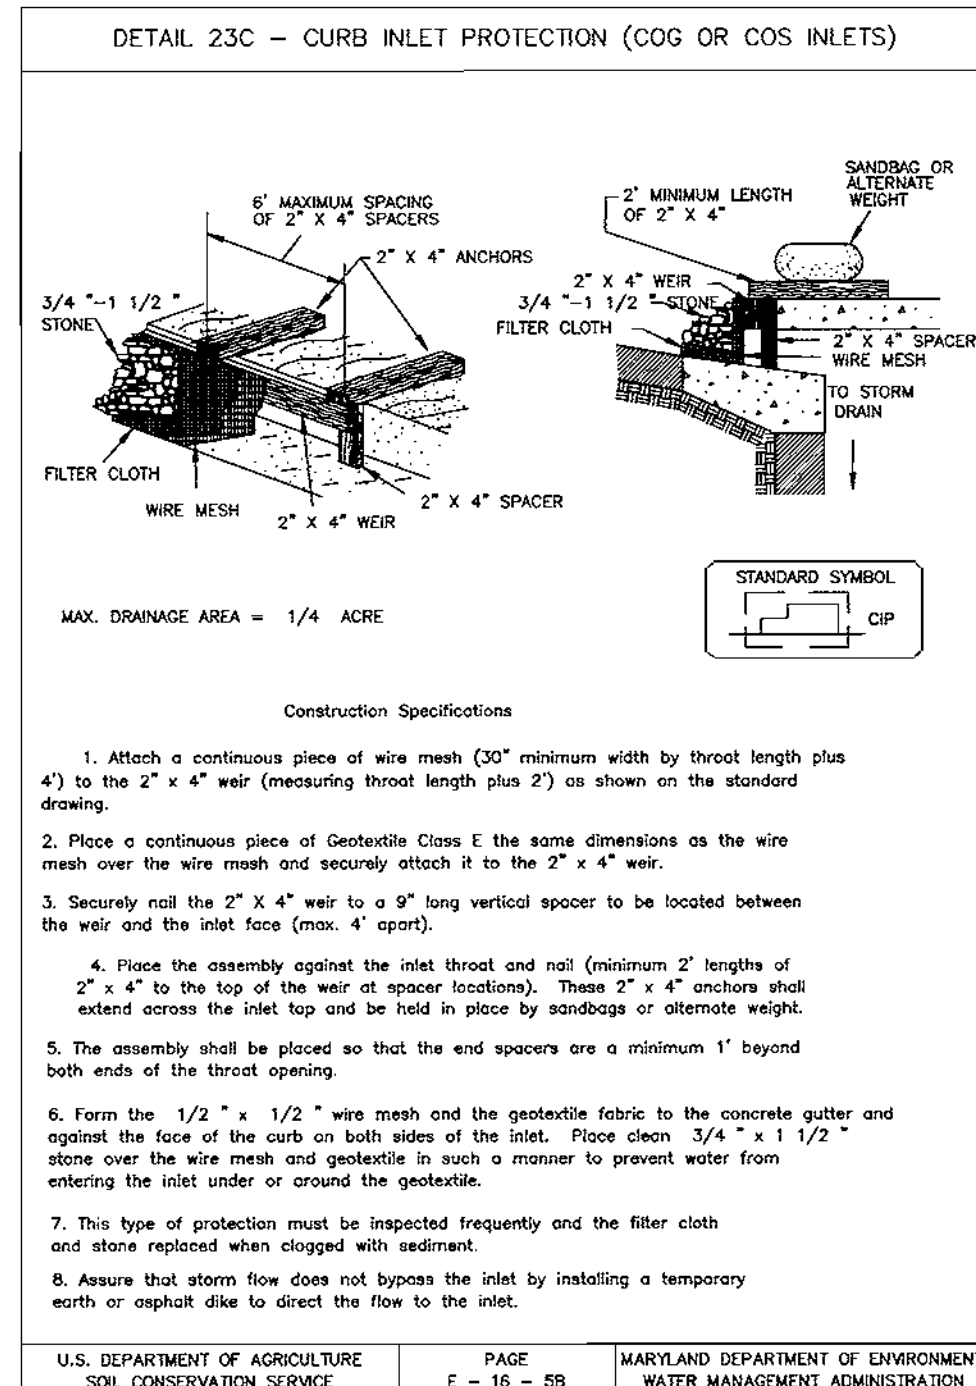 DETAIL 23C – CURB INLET PROTECTION (COG OR COS INLETS)
6' MAXIMUM SPACING
OF 2" X 4" SPACERS
2" X 4" ANCHORS
3/4 "-1 1/2 "
STONE
FILTER CLOTH
WIRE MESH
2" X 4" WEIR
2" X 4" SPACER
SANDBAG OR
ALTERNATE
WEIGHT
2' MINIMUM LENGTH
OF 2" X 4"
2" X 4" WEIR
3/4 "-1 1/2 "
STONE
FILTER CLOTH
2" X 4" SPACER
WIRE MESH
TO STORM
DRAIN
STANDARD SYMBOL
CIP
MAX. DRAINAGE AREA = 1/4 ACRE
Construction Specifications
1. Attach a continuous piece of wire mesh (30" minimum width by throat length plus
4') to the 2" x 4" weir (measuring throat length plus 2') as shown on the standard
drawing.
2. Place a continuous piece of Geotextile Class E the same dimensions as the wire
mesh over the wire mesh and securely attach it to the 2" x 4" weir.
3. Securely nail the 2" X 4" weir to a 9" long vertical spacer to be located between
the weir and the inlet face (max. 4' apart).
4. Place the assembly against the inlet throat and nail (minimum 2' lengths of
2" x 4" to the top of the weir at spacer locations). These 2" x 4" anchors shall
extend across the inlet top and be held in place by sandbags or alternate weight.
5. The assembly shall be placed so that the end spacers are a minimum 1' beyond
both ends of the throat opening.
6. Form the 1/2 " x 1/2 " wire mesh and the geotextile fabric to the concrete gutter and
against the face of the curb on both sides of the inlet. Place clean 3/4 " x 1 1/2 "
stone over the wire mesh and geotextile in such a manner to prevent water from
entering the inlet under or around the geotextile.
7. This type of protection must be inspected frequently and the filter cloth
and stone replaced when clogged with sediment.
8. Assure that storm flow does not bypass the inlet by installing a temporary
earth or asphalt dike to direct the flow to the inlet.
U.S. DEPARTMENT OF AGRICULTURE
SOIL CONSERVATION SERVICE
PAGE
E – 16 – 5B
MARYLAND DEPARTMENT OF ENVIRONMENT
WATER MANAGEMENT ADMINISTRATION